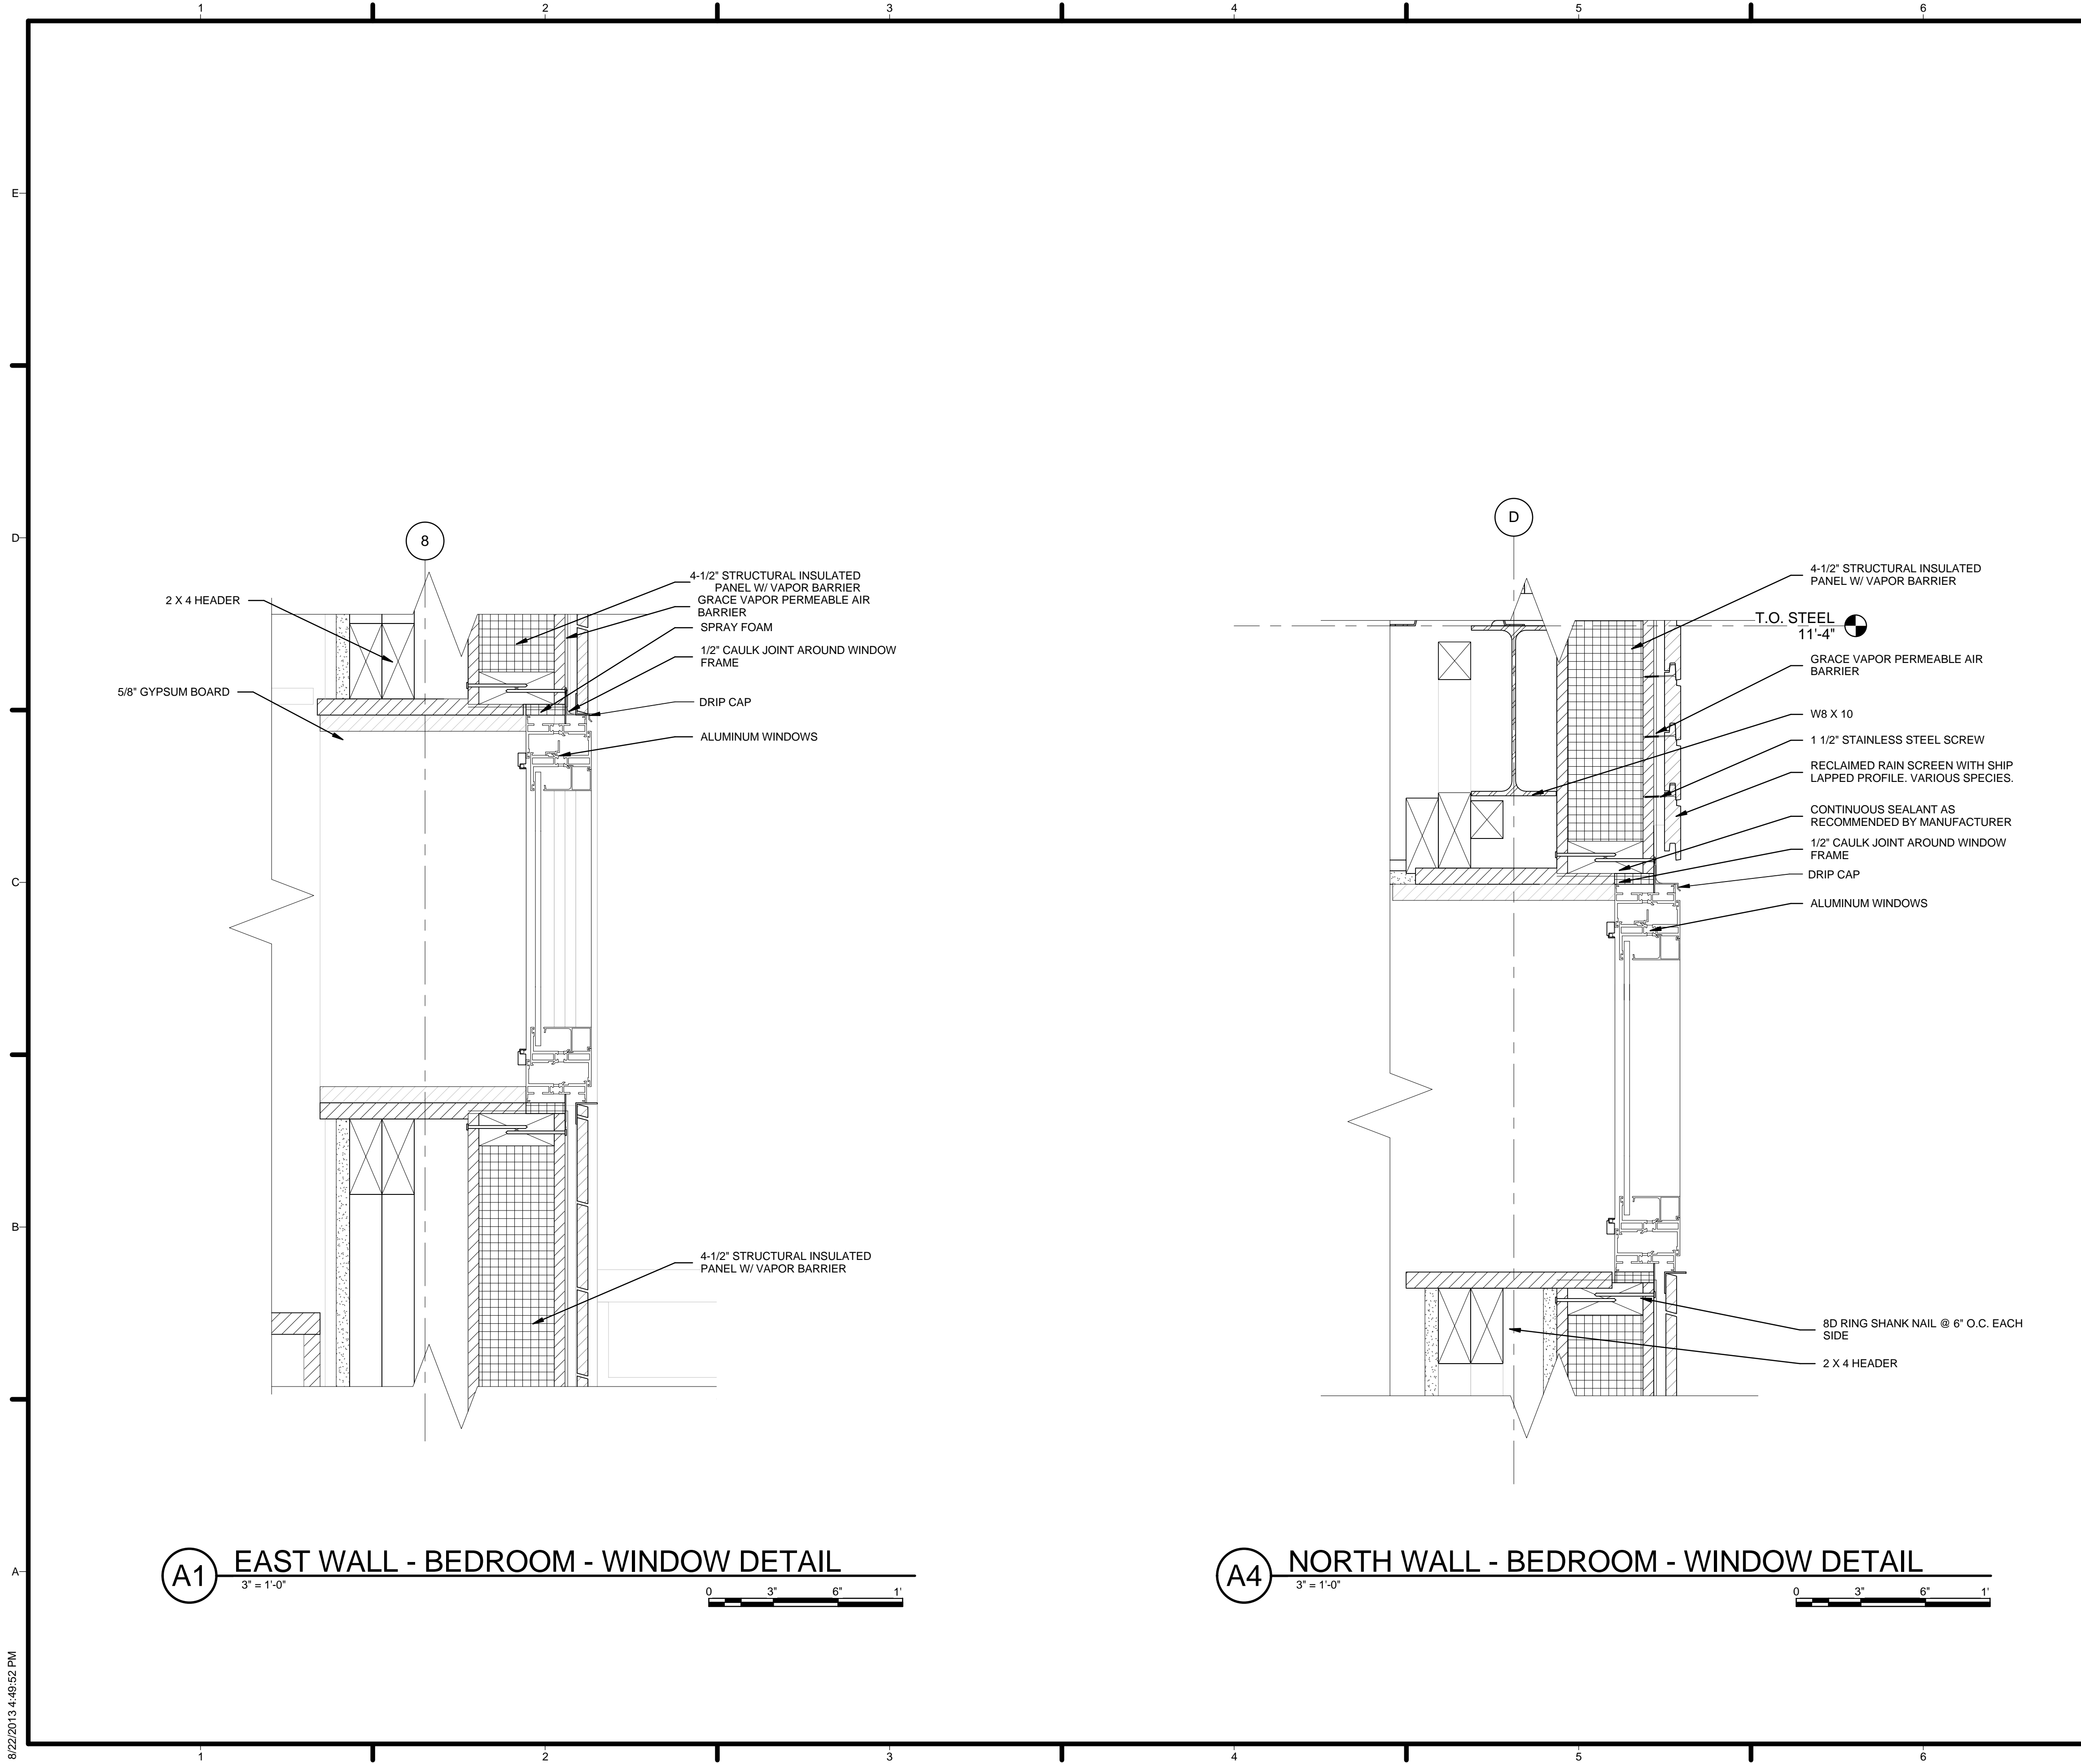 1 2 3 4 5 6
E
D
C
B
A
8
2 X 4 HEADER
5/8" GYPSUM BOARD
4-1/2" STRUCTURAL INSULATED
PANEL W/ VAPOR BARRIER
GRACE VAPOR PERMEABLE AIR
BARRIER
SPRAY FOAM
1/2" CAULK JOINT AROUND WINDOW
FRAME
DRIP CAP
ALUMINUM WINDOWS
4-1/2" STRUCTURAL INSULATED
PANEL W/ VAPOR BARRIER
A1 EAST WALL - BEDROOM - WINDOW DETAIL
3" = 1'-0"
0 3" 6" 1'
D
4-1/2" STRUCTURAL INSULATED
PANEL W/ VAPOR BARRIER
T.O. STEEL
11'-4"
GRACE VAPOR PERMEABLE AIR
BARRIER
W8 X 10
1 1/2" STAINLESS STEEL SCREW
RECLAIMED RAIN SCREEN WITH SHIP
LAPPED PROFILE. VARIOUS SPECIES.
CONTINUOUS SEALANT AS
RECOMMENDED BY MANUFACTURER
1/2" CAULK JOINT AROUND WINDOW
FRAME
DRIP CAP
ALUMINUM WINDOWS
8D RING SHANK NAIL @ 6" O.C. EACH
SIDE
2 X 4 HEADER
A4 NORTH WALL - BEDROOM - WINDOW DETAIL
3" = 1'-0"
0 3" 6" 1'
8/22/2013 4:49:52 PM
1 2 3 4 5 6